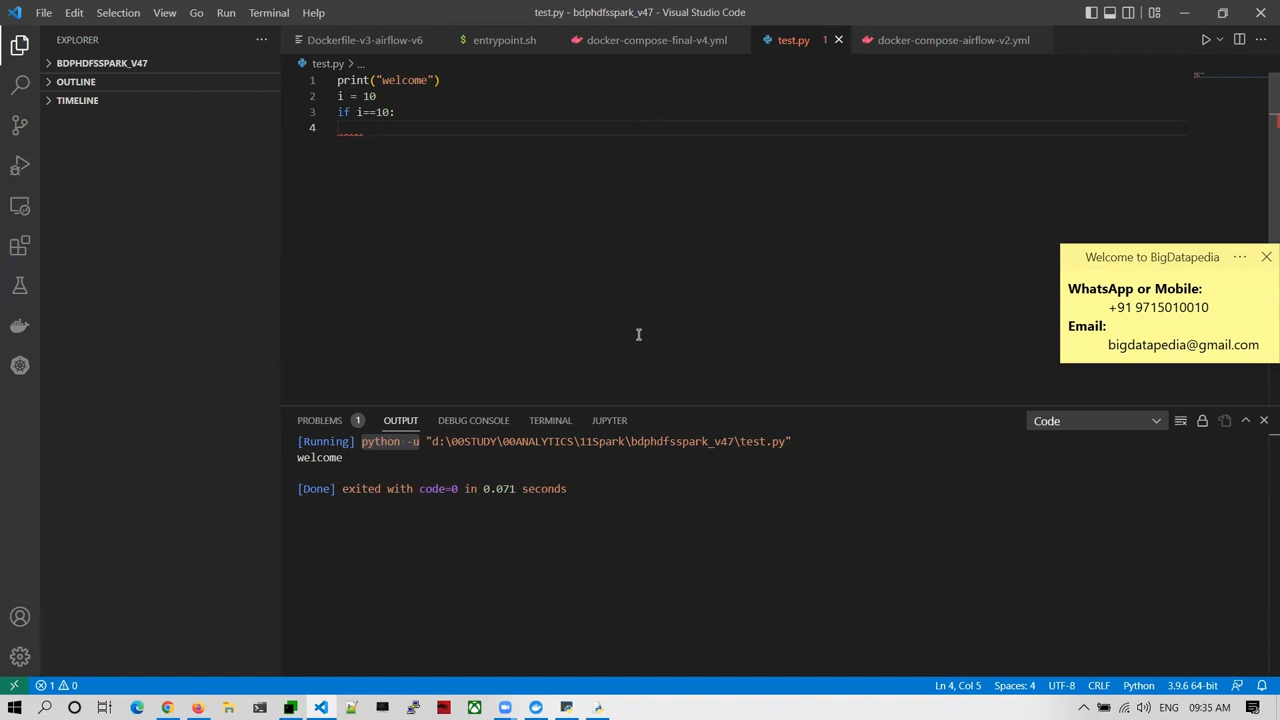 File Edit Selection View Go Run Terminal Help
test.py - bdphdfsspark_v47 - Visual Studio Code
EXPLORER
BDPHDFSSPARK_V47
OUTLINE
TIMELINE
Dockerfile-v3-airflow-v6
$ entrypoint.sh
docker-compose-final-v4.yml
test.py 1
docker-compose-airflow-v2.yml
test.py > ...
1 print("welcome")
2 i = 10
3 if i==10:
4
Welcome to BigDatapedia
WhatsApp or Mobile:
+91 9715010010
Email:
bigdatapedia@gmail.com
PROBLEMS 1 OUTPUT DEBUG CONSOLE TERMINAL JUPYTER
Code
[Running] python -u "d:\00STUDY\00ANALYTICS\11Spark\bdphdfsspark_v47\test.py"
welcome
[Done] exited with code=0 in 0.071 seconds
1 0
Ln 4, Col 5 Spaces: 4 UTF-8 CRLF Python 3.9.6 64-bit
ENG 09:35 AM